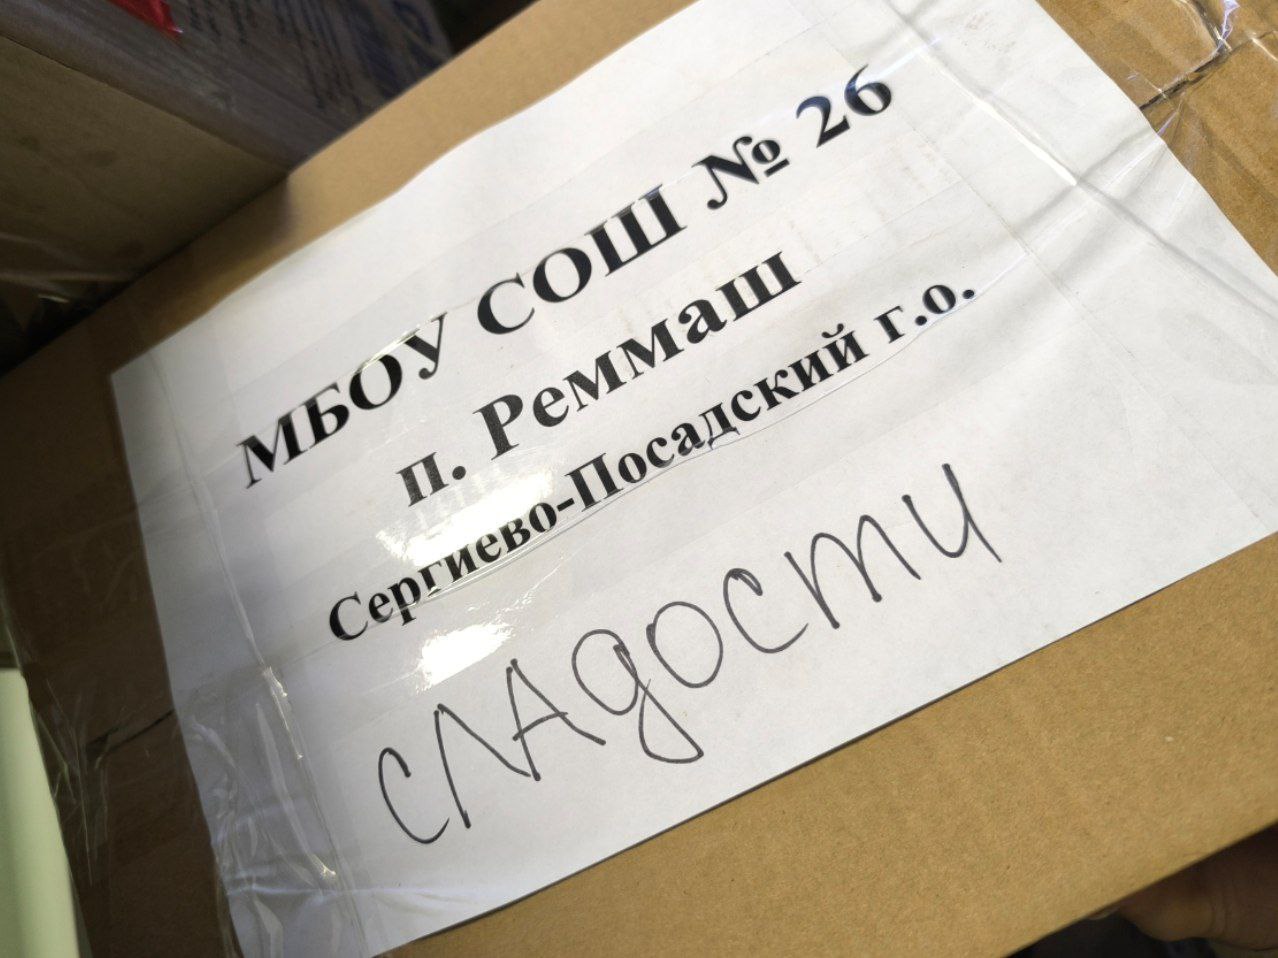 МБОУ СОШ № 26
п. Реммаш
Сергиево-Посадский г.о.
сладости